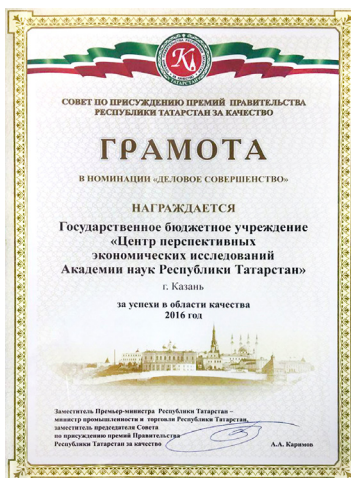 СОВЕТ ПО ПРИСУЖДЕНИЮ ПРЕМИЙ ПРАВИТЕЛЬСТВА
РЕСПУБЛИКИ ТАТАРСТАН ЗА КАЧЕСТВО
ГРАМОТА
В НОМИНАЦИИ «ДЕЛОВОЕ СОВЕРШЕНСТВО»
НАГРАЖДАЕТСЯ
Государственное бюджетное учреждение
«Центр перспективных
экономических исследований
Академии наук Республики Татарстан»
г. Казань
за успехи в области качества
2016 год
Заместитель Премьер-министра Республики Татарстан –
министр промышленности и торговли Республики Татарстан,
заместитель председателя Совета
по присуждению премий Правительства
Республики Татарстан за качество
А.А. Каримов